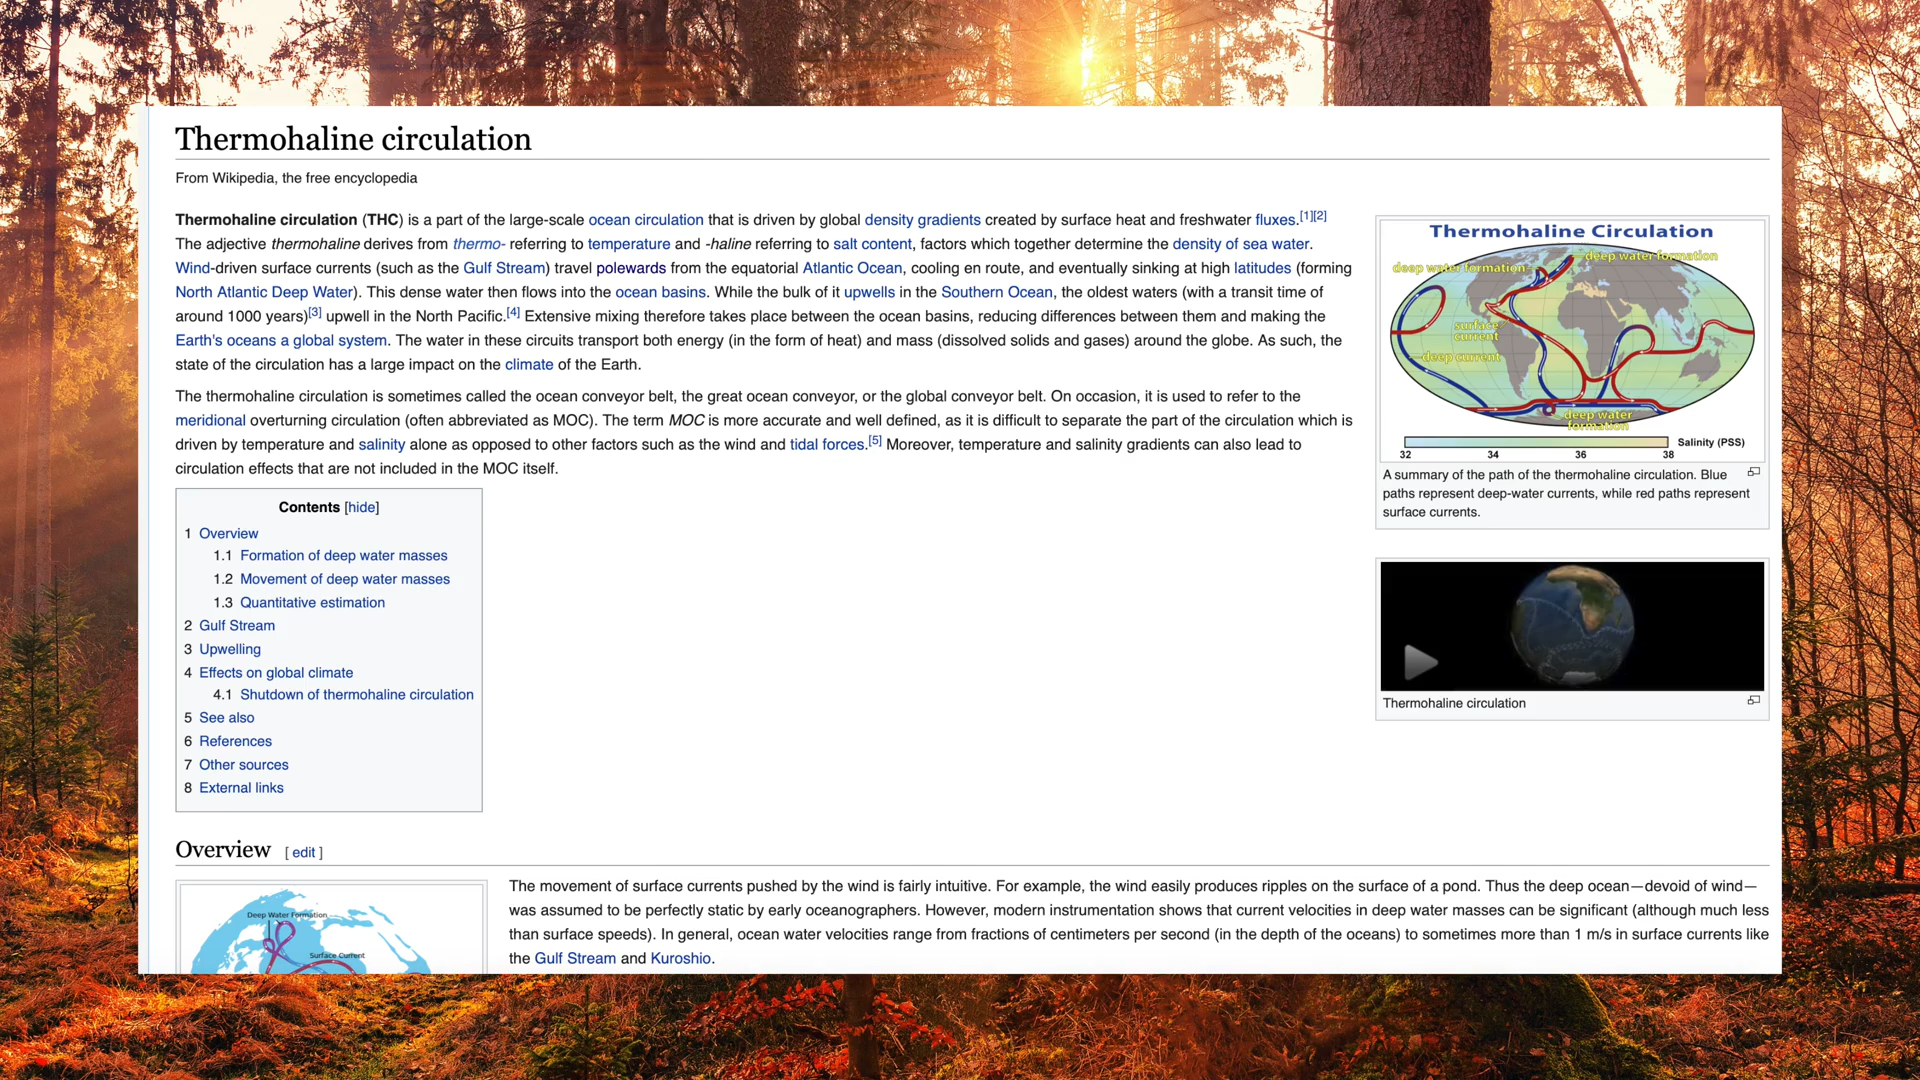 Thermohaline circulation
From Wikipedia, the free encyclopedia
Thermohaline circulation (THC) is a part of the large-scale ocean circulation that is driven by global density gradients created by surface heat and freshwater fluxes.[1][2]
The adjective thermohaline derives from thermo- referring to temperature and -haline referring to salt content, factors which together determine the density of sea water.
Wind-driven surface currents (such as the Gulf Stream) travel polewards from the equatorial Atlantic Ocean, cooling en route, and eventually sinking at high latitudes (forming
North Atlantic Deep Water). This dense water then flows into the ocean basins. While the bulk of it upwells in the Southern Ocean, the oldest waters (with a transit time of
around 1000 years)[3] upwell in the North Pacific.[4] Extensive mixing therefore takes place between the ocean basins, reducing differences between them and making the
Earth's oceans a global system. The water in these circuits transport both energy (in the form of heat) and mass (dissolved solids and gases) around the globe. As such, the
state of the circulation has a large impact on the climate of the Earth.
The thermohaline circulation is sometimes called the ocean conveyor belt, the great ocean conveyor, or the global conveyor belt. On occasion, it is used to refer to the
meridional overturning circulation (often abbreviated as MOC). The term MOC is more accurate and well defined, as it is difficult to separate the part of the circulation which is
driven by temperature and salinity alone as opposed to other factors such as the wind and tidal forces.[5] Moreover, temperature and salinity gradients can also lead to
circulation effects that are not included in the MOC itself.
Thermohaline Circulation
deep water formation
deep water formation
surface
current
deep current
deep water
formation
Salinity (PSS)
32 34 36 38
A summary of the path of the thermohaline circulation. Blue
paths represent deep-water currents, while red paths represent
surface currents.
Thermohaline circulation
Contents [hide]
1 Overview
1.1 Formation of deep water masses
1.2 Movement of deep water masses
1.3 Quantitative estimation
2 Gulf Stream
3 Upwelling
4 Effects on global climate
4.1 Shutdown of thermohaline circulation
5 See also
6 References
7 Other sources
8 External links
Overview [ edit ]
Deep Water Formation
Surface Current
The movement of surface currents pushed by the wind is fairly intuitive. For example, the wind easily produces ripples on the surface of a pond. Thus the deep ocean—devoid of wind—
was assumed to be perfectly static by early oceanographers. However, modern instrumentation shows that current velocities in deep water masses can be significant (although much less
than surface speeds). In general, ocean water velocities range from fractions of centimeters per second (in the depth of the oceans) to sometimes more than 1 m/s in surface currents like
the Gulf Stream and Kuroshio.